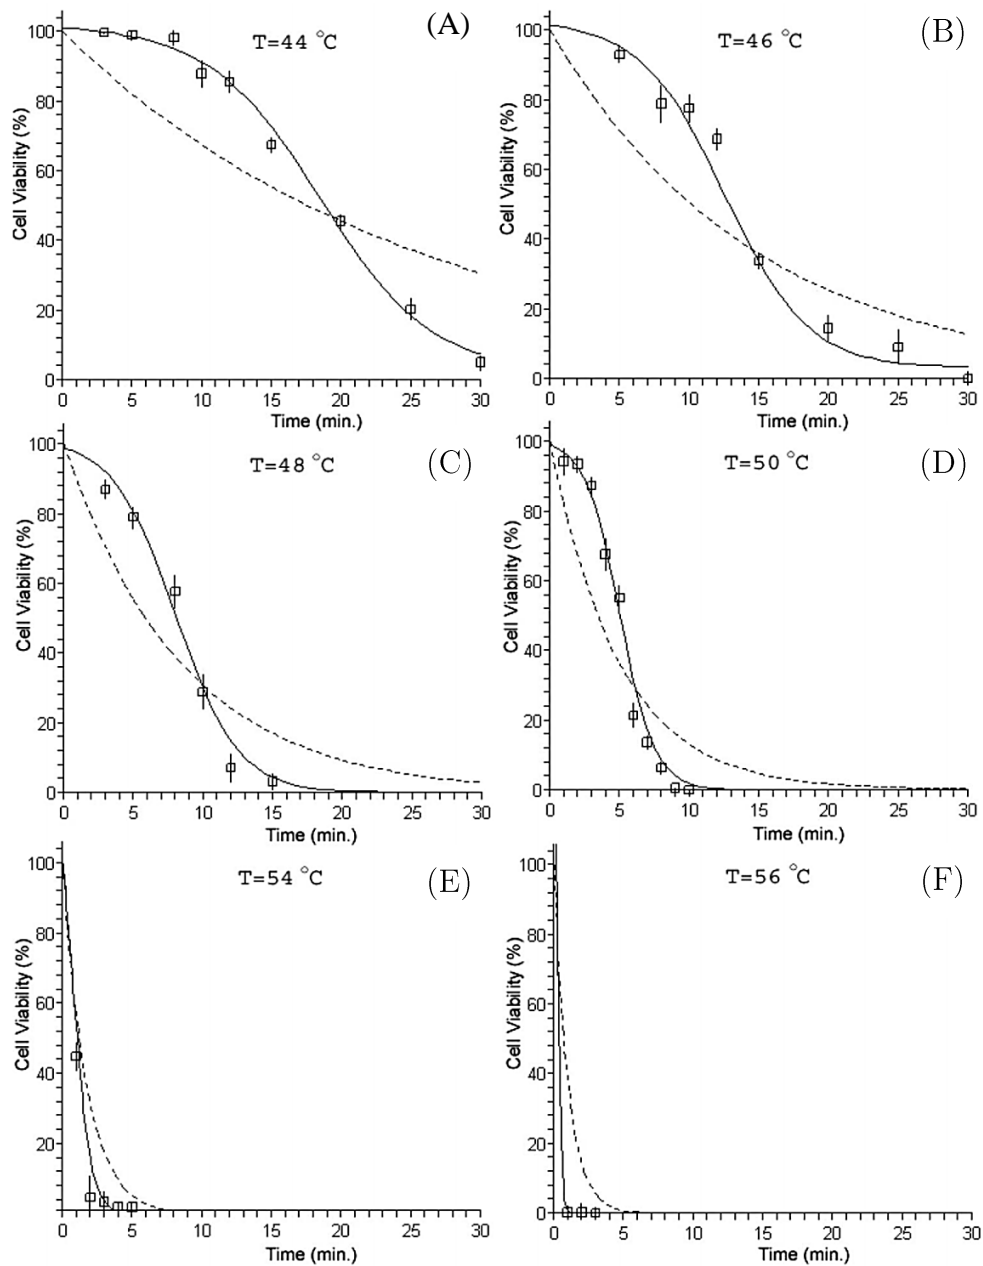 T=44 °C
(A)
Cell Viability (%)
100
80
60
40
20
0
0 5 10 15 20 25 30
Time (min.)
T=46 °C
(B)
Cell Viability (%)
100
80
60
40
20
0
0 5 10 15 20 25 30
Time (min.)
T=48 °C
(C)
Cell Viability (%)
100
80
60
40
20
0
0 5 10 15 20 25 30
Time (min.)
T=50 °C
(D)
Cell Viability (%)
100
80
60
40
20
0
0 5 10 15 20 25 30
Time (min.)
T=54 °C
(E)
Cell Viability (%)
100
80
60
40
20
0 5 10 15 20 25 30
Time (min.)
T=56 °C
(F)
Cell Viability (%)
100
80
60
40
20
0
0 5 10 15 20 25 30
Time (min.)